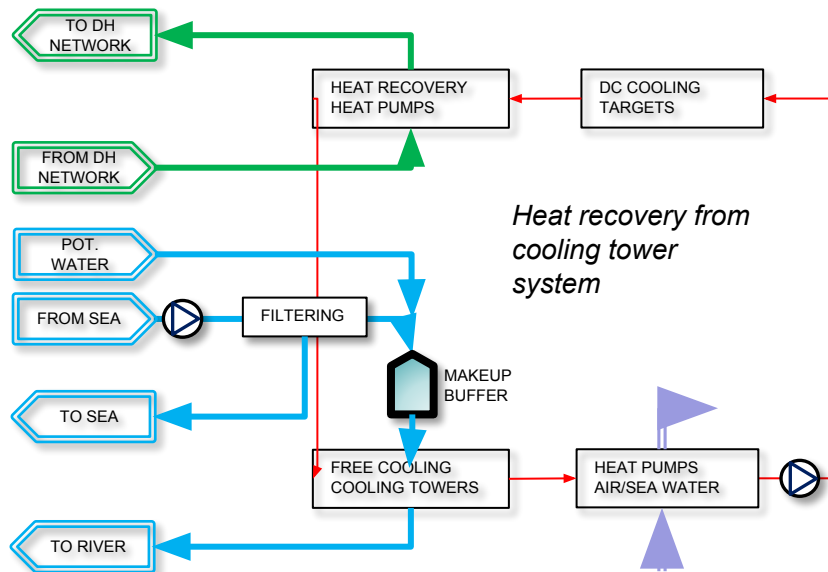 TO DH
NETWORK
HEAT RECOVERY
HEAT PUMPS
DC COOLING
TARGETS
FROM DH
NETWORK
Heat recovery from
cooling tower
system
POT.
WATER
FROM SEA
FILTERING
MAKEUP
BUFFER
TO SEA
FREE COOLING
COOLING TOWERS
HEAT PUMPS
AIR/SEA WATER
TO RIVER